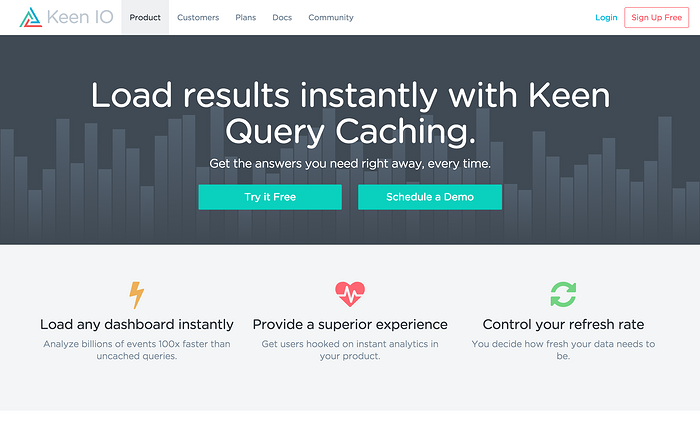 Keen IO
Product Customers Plans Docs Community
Login Sign Up Free
Load results instantly with Keen
Query Caching.
Get the answers you need right away, every time.
Try it Free Schedule a Demo
Load any dashboard instantly
Analyze billions of events 100x faster than
uncached queries.
Provide a superior experience
Get users hooked on instant analytics in
your product.
Control your refresh rate
You decide how fresh your data needs to
be.